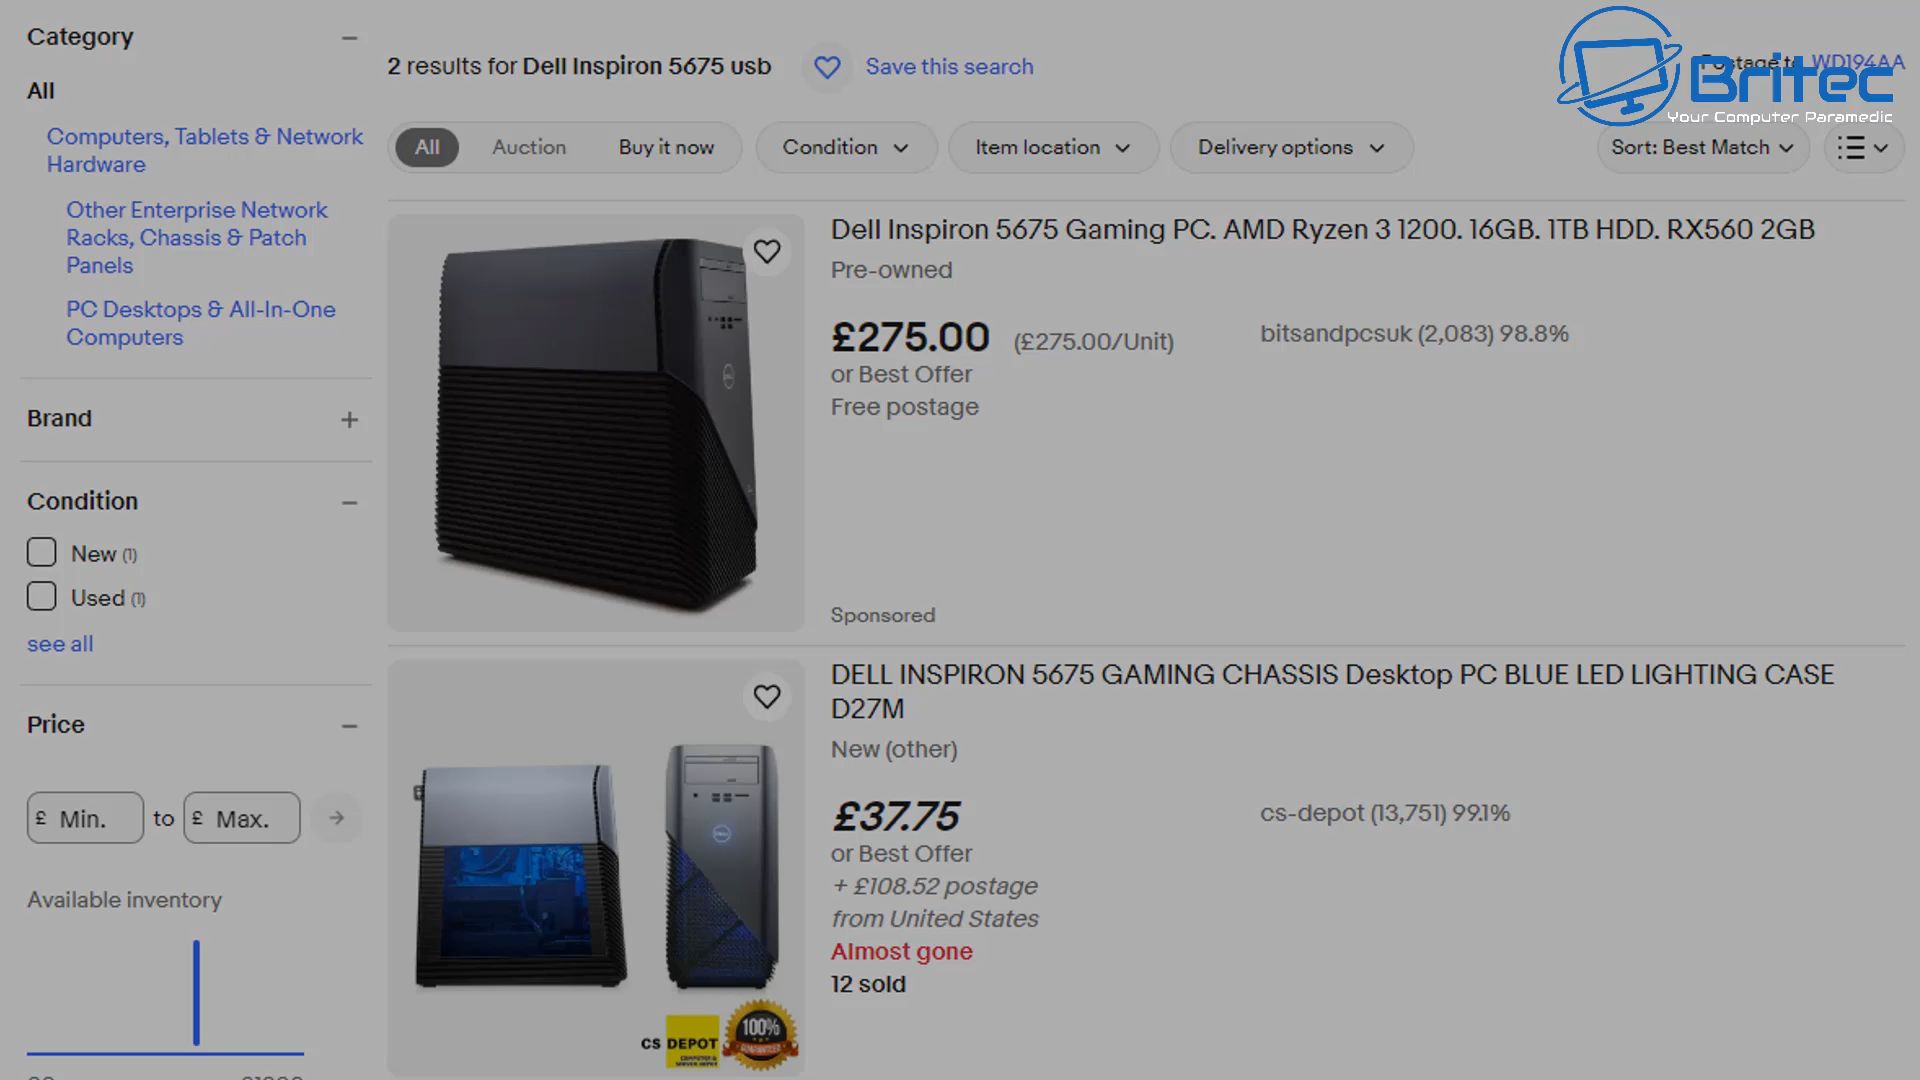 Category
All
Computers, Tablets & Network
Hardware
Other Enterprise Network
Racks, Chassis & Patch
Panels
PC Desktops & All-In-One
Computers
Brand
Condition
New (1)
Used (1)
see all
Price
£ Min. to £ Max.
Available inventory
2 results for Dell Inspiron 5675 usb
Save this search
Postage to WD194AA
Britec
Your Computer Paramedic
All Auction Buy it now Condition Item location Delivery options Sort: Best Match
Dell Inspiron 5675 Gaming PC. AMD Ryzen 3 1200. 16GB. 1TB HDD. RX560 2GB
Pre-owned
£275.00 (£275.00/Unit) bitsandpcsuk (2,083) 98.8%
or Best Offer
Free postage
Sponsored
DELL INSPIRON 5675 GAMING CHASSIS Desktop PC BLUE LED LIGHTING CASE
D27M
New (other)
£37.75 cs-depot (13,751) 99.1%
or Best Offer
+ £108.52 postage
from United States
Almost gone
12 sold
CS DEPOT
100%